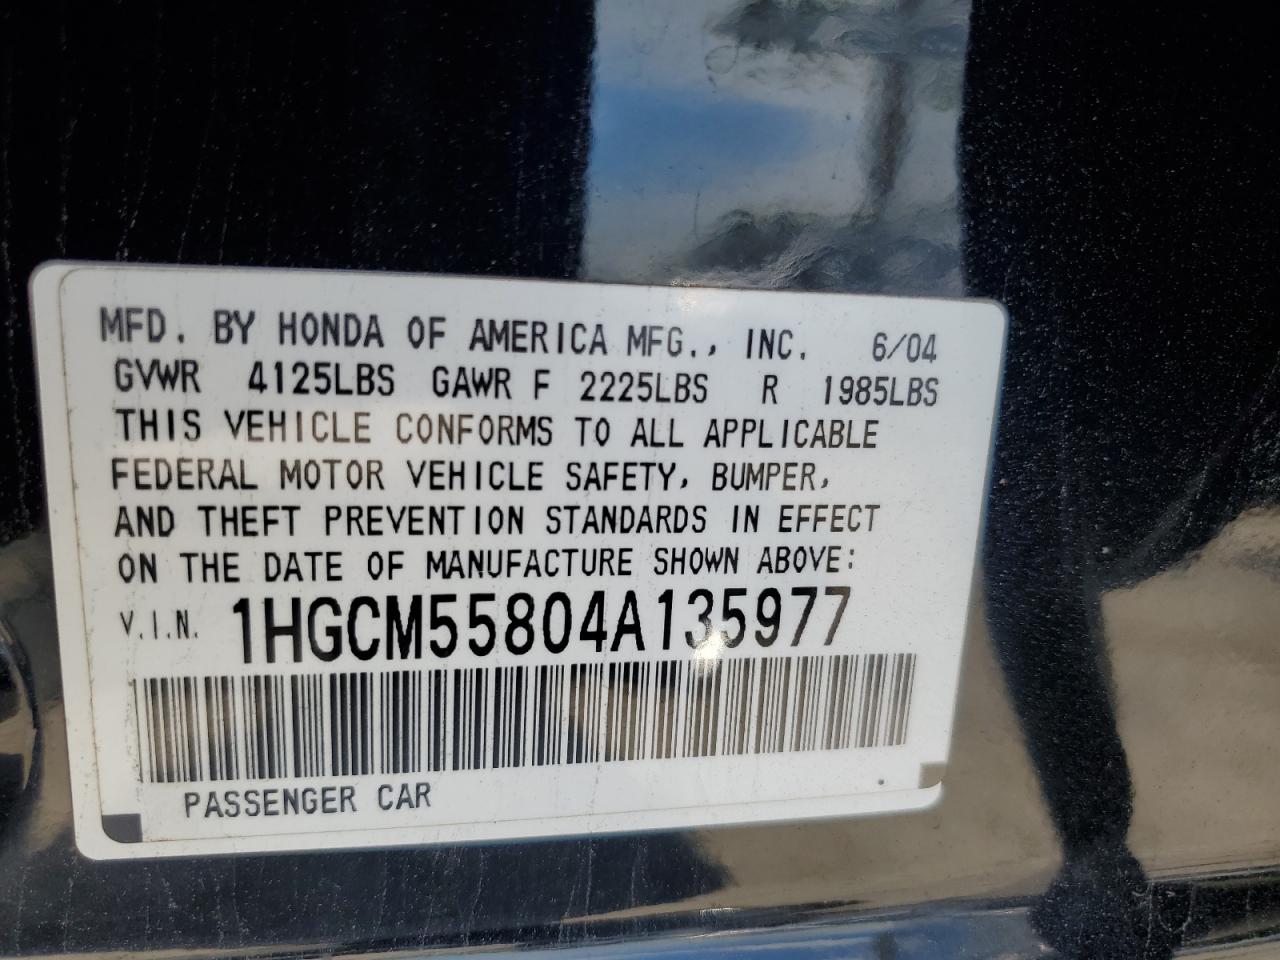 MFD. BY HONDA OF AMERICA MFG., INC. 6/04
GVWR 4125LBS GAWR F 2225LBS R 1985LBS
THIS VEHICLE CONFORMS TO ALL APPLICABLE
FEDERAL MOTOR VEHICLE SAFETY, BUMPER,
AND THEFT PREVENTION STANDARDS IN EFFECT
ON THE DATE OF MANUFACTURE SHOWN ABOVE:
V.I.N. 1HGCM55804A135977
PASSENGER CAR